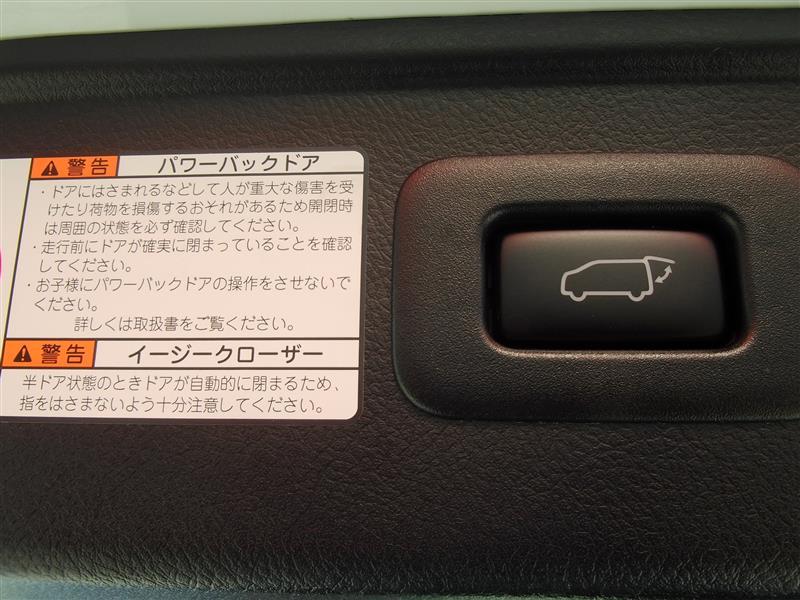 警告 パワーバックドア
・ドアにはさまれるなどして人が重大な傷害を受
けたり荷物を損傷するおそれがあるため開閉時
は周囲の状態を必ず確認してください。
・走行前にドアが確実に閉まっていることを確認
してください。
・お子様にパワーバックドアの操作をさせないで
ください。
詳しくは取扱書をご覧ください。
警告 イージークローザー
半ドア状態のときドアが自動的に閉まるため、
指をはさまないよう十分注意してください。